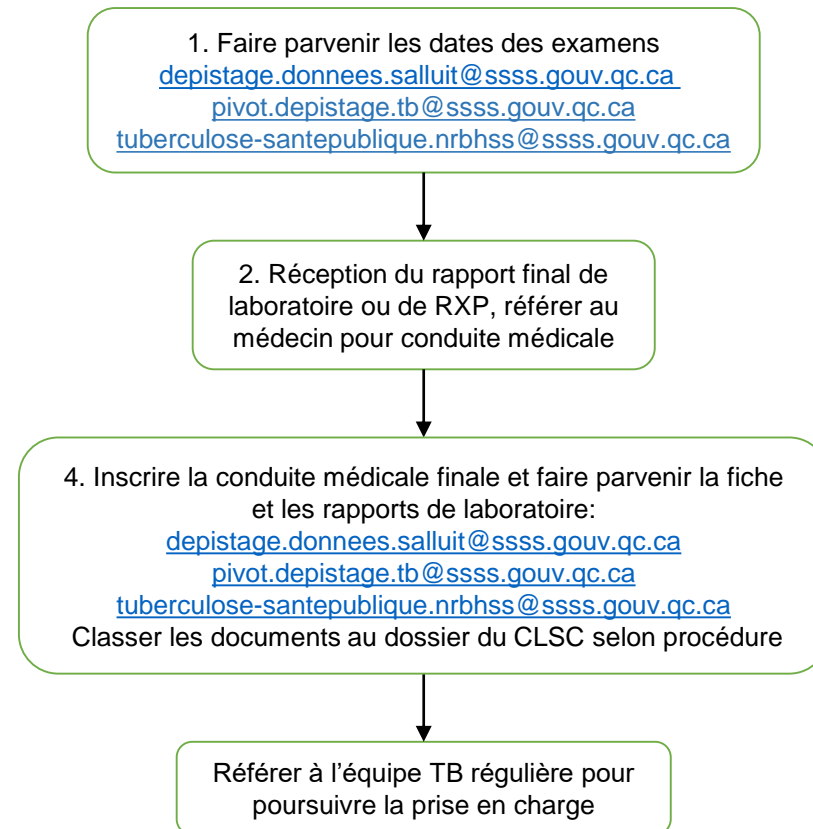 1. Faire parvenir les dates des examens
depistage.donnees.salluit@ssss.gouv.qc.ca
pivot.depistage.tb@ssss.gouv.qc.ca
tuberculose-santepublique.nrbhss@ssss.gouv.qc.ca
2. Réception du rapport final de
laboratoire ou de RXP, référer au
médecin pour conduite médicale
4. Inscrire la conduite médicale finale et faire parvenir la fiche
et les rapports de laboratoire:
depistage.donnees.salluit@ssss.gouv.qc.ca
pivot.depistage.tb@ssss.gouv.qc.ca
tuberculose-santepublique.nrbhss@ssss.gouv.qc.ca
Classer les documents au dossier du CLSC selon procédure
Référer à l’équipe TB régulière pour
poursuivre la prise en charge